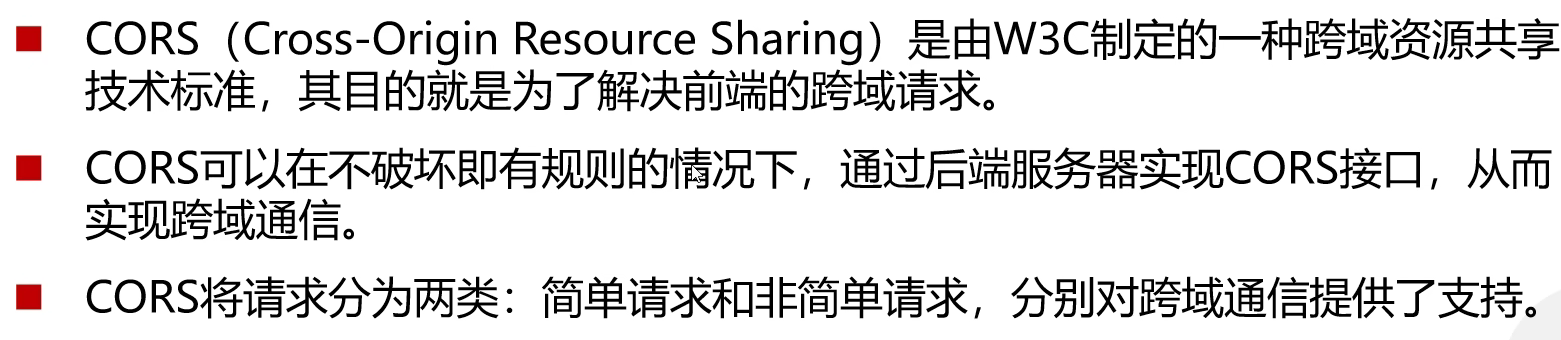 CORS（Cross-Origin Resource Sharing）是由W3C制定的一种跨域资源共享
技术标准，其目的就是为了解决前端的跨域请求。
CORS可以在不破坏即有规则的情况下，通过后端服务器实现CORS接口，从而
实现跨域通信。
CORS将请求分为两类：简单请求和非简单请求，分别对跨域通信提供了支持。